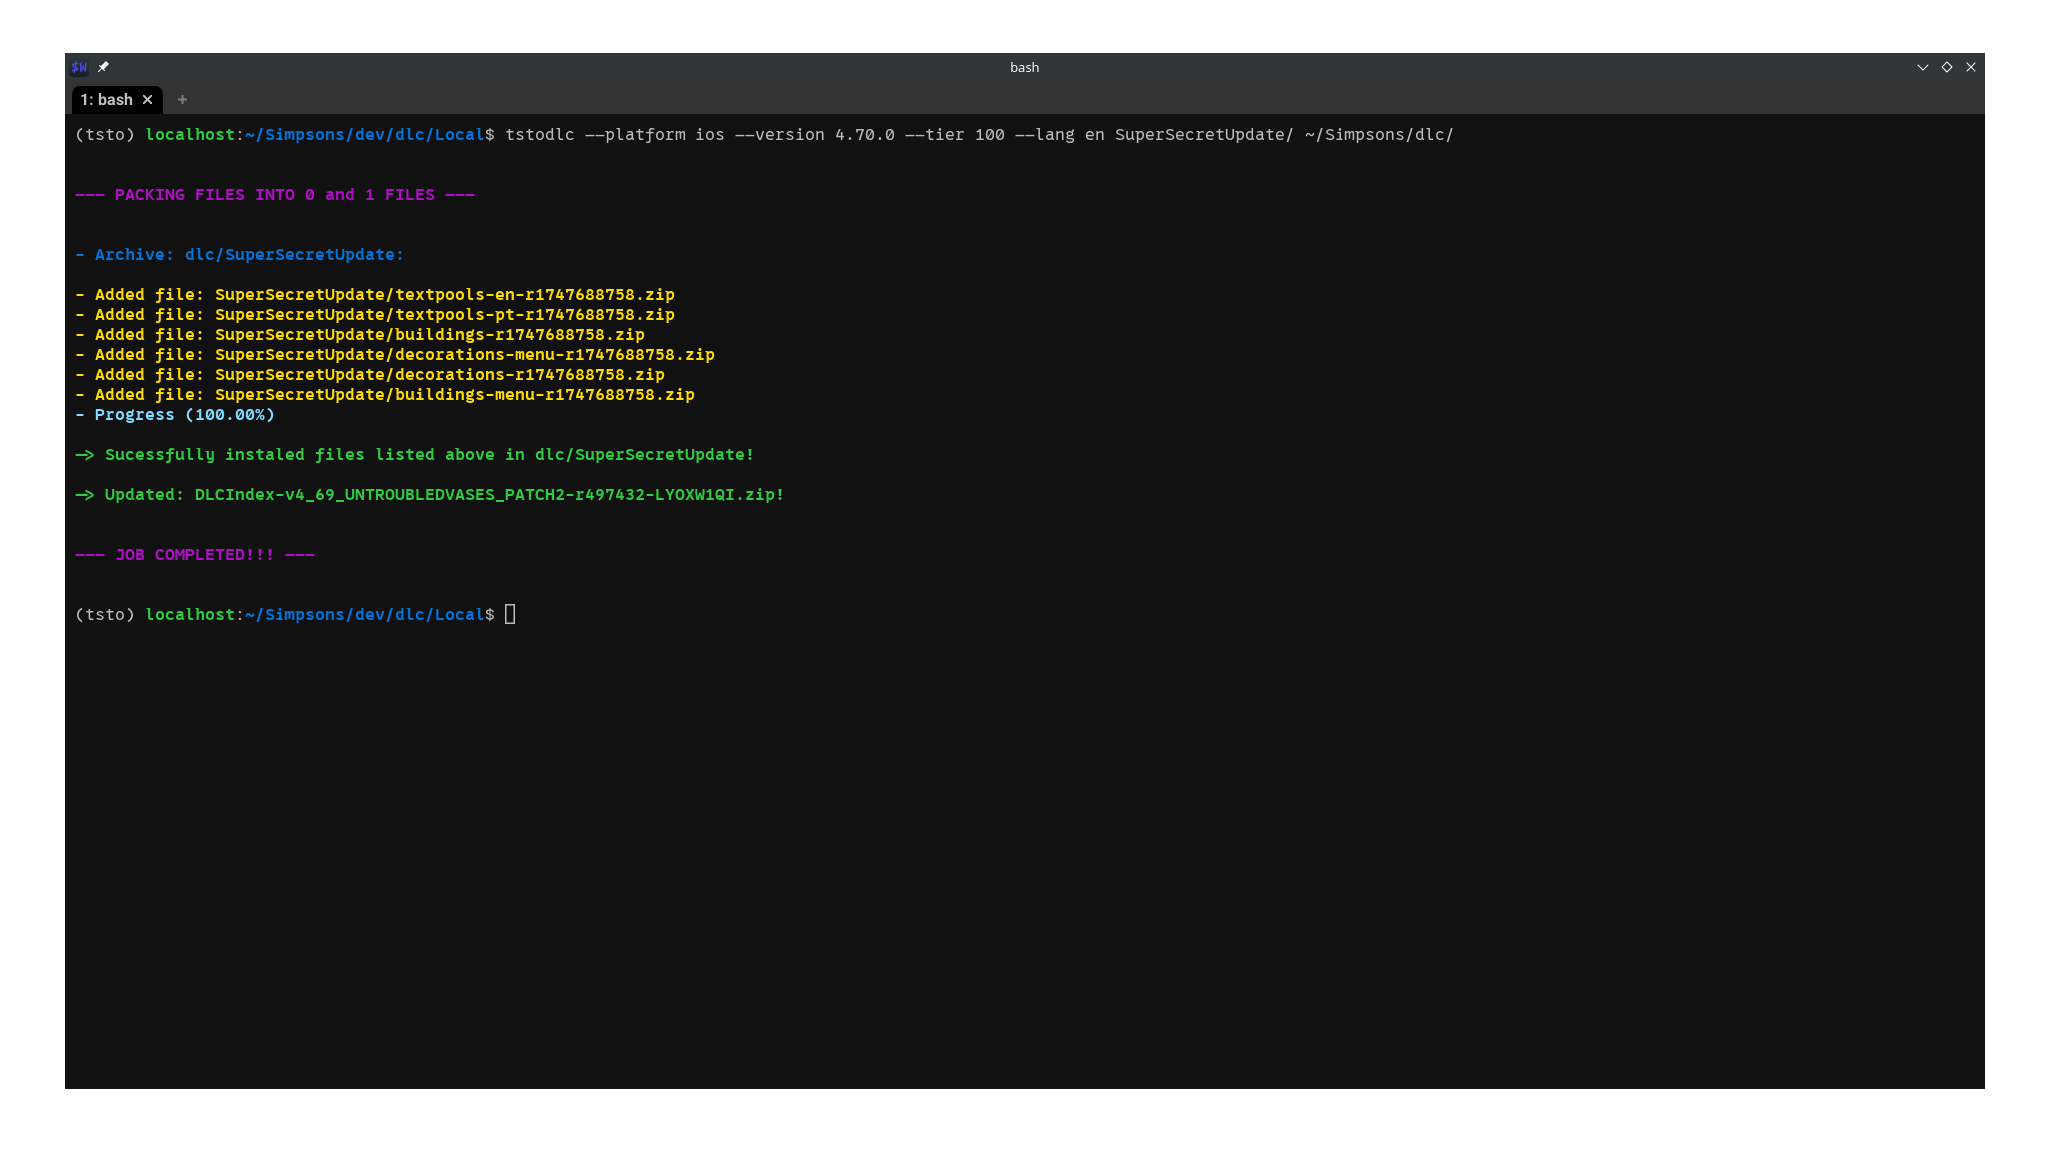 $W
bash
1: bash × +
(tsto) localhost:~/Simpsons/dev/dlc/Local$ tstodlc --platform ios --version 4.70.0 --tier 100 --lang en SuperSecretUpdate/ ~/Simpsons/dlc/
--- PACKING FILES INTO 0 and 1 FILES ---
- Archive: dlc/SuperSecretUpdate:
- Added file: SuperSecretUpdate/textpools-en-r1747688758.zip
- Added file: SuperSecretUpdate/textpools-pt-r1747688758.zip
- Added file: SuperSecretUpdate/buildings-r1747688758.zip
- Added file: SuperSecretUpdate/decorations-menu-r1747688758.zip
- Added file: SuperSecretUpdate/decorations-r1747688758.zip
- Added file: SuperSecretUpdate/buildings-menu-r1747688758.zip
- Progress (100.00%)
-> Sucessfully instaled files listed above in dlc/SuperSecretUpdate!
-> Updated: DLCIndex-v4_69_UNTROUBLEDVASES_PATCH2-r497432-LYOXW1QI.zip!
--- JOB COMPLETED!!! ---
(tsto) localhost:~/Simpsons/dev/dlc/Local$